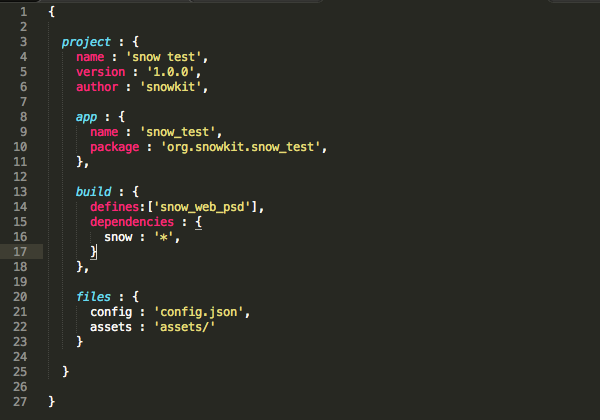 1 {
2
3 project : {
4 name : 'snow test',
5 version : '1.0.0',
6 author : 'snowkit',
7
8 app : {
9 name : 'snow_test',
10 package : 'org.snowkit.snow_test',
11 },
12
13 build : {
14 defines:['snow_web_psd'],
15 dependencies : {
16 snow : '*',
17 }
18 },
19
20 files : {
21 config : 'config.json',
22 assets : 'assets/'
23 }
24
25 }
26
27 }